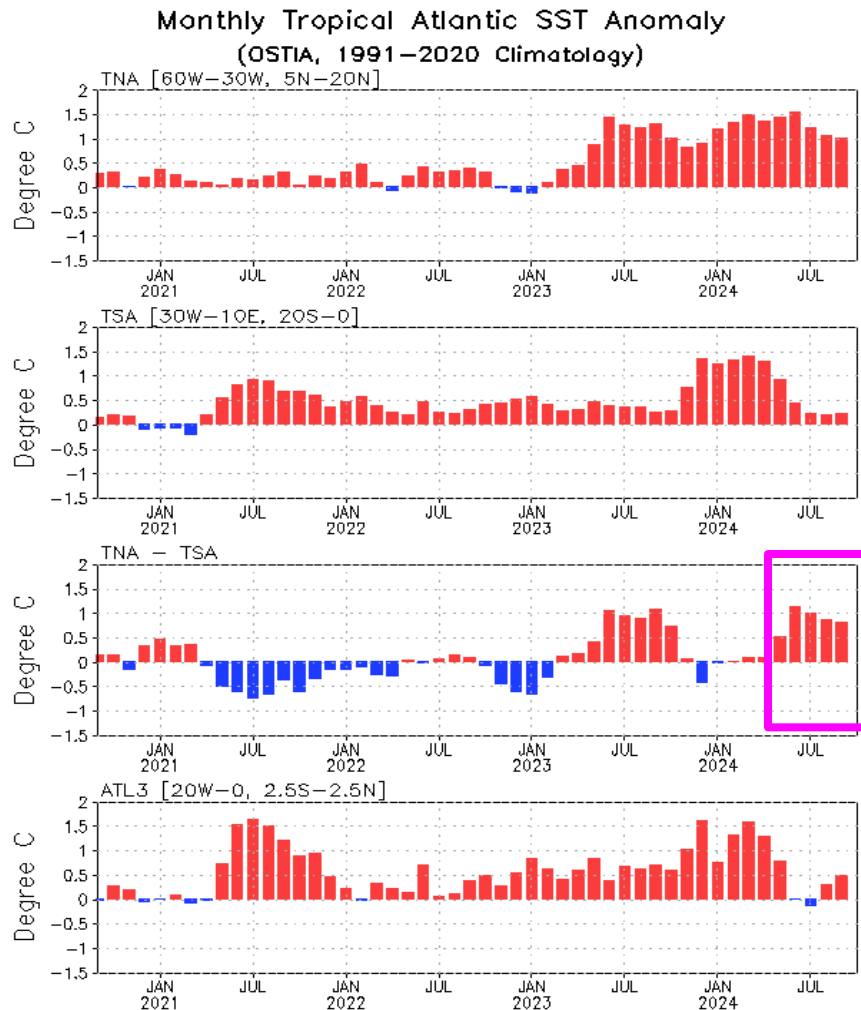 Monthly Tropical Atlantic SST Anomaly
(OSTIA, 1991–2020 Climatology)
TNA [60W–30W, 5N–20N]
Degree C
2
1.5
1
0.5
0
−0.5
−1
−1.5
JAN JUL JAN JUL JAN JUL JAN JUL
2021 2022 2023 2024
TSA [30W–10E, 20S–0]
Degree C
2
1.5
1
0.5
0
−0.5
−1
−1.5
JAN JUL JAN JUL JAN JUL JAN JUL
2021 2022 2023 2024
TNA – TSA
Degree C
2
1.5
1
0.5
0
−0.5
−1
−1.5
JAN JUL JAN JUL JAN JUL JAN JUL
2021 2022 2023 2024
ATL3 [20W–0, 2.5S–2.5N]
Degree C
2
1.5
1
0.5
0
−0.5
−1
−1.5
JAN JUL JAN JUL JAN JUL JAN JUL
2021 2022 2023 2024